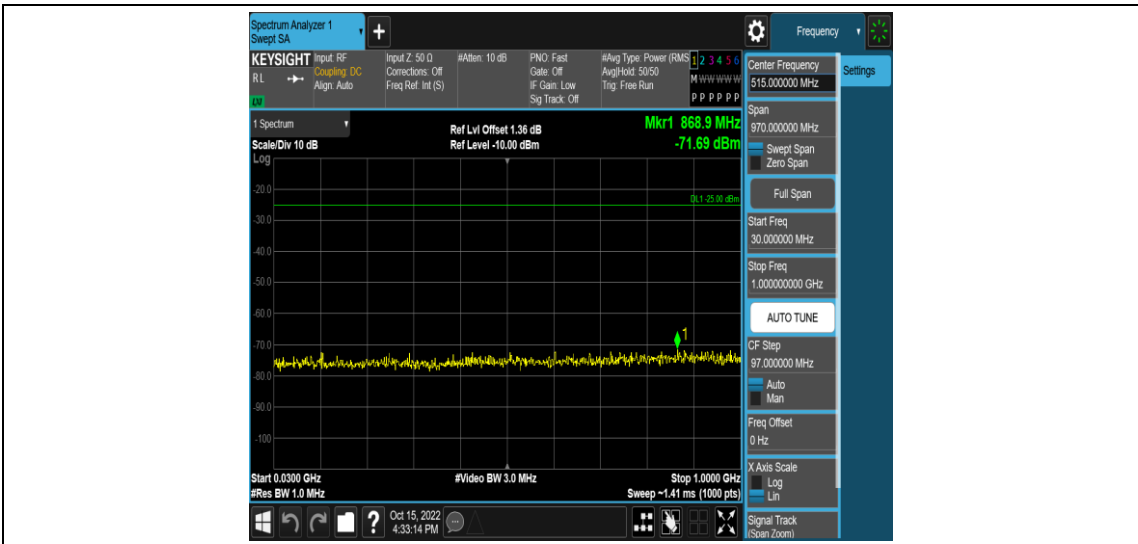 Spectrum Analyzer 1
Swept SA
+
Frequency
KEYSIGHT
RL
LXI
Input: RF
Coupling: DC
Align: Auto
Input Z: 50 Ω
Corrections: Off
Freq Ref: Int (S)
#Atten: 10 dB
PNO: Fast
Gate: Off
IF Gain: Low
Sig Track: Off
#Avg Type: Power (RMS
Avg|Hold: 50/50
Trig: Free Run
1 2 3 4 5 6
M W W W W W
P P P P P P
Center Frequency
515.000000 MHz
Settings
1 Spectrum
Scale/Div 10 dB
Ref Lvl Offset 1.36 dB
Ref Level -10.00 dBm
Mkr1 868.9 MHz
-71.69 dBm
Log
DL1 -25.00 dBm
-20.0
-30.0
-40.0
-50.0
-60.0
-70.0
-80.0
-90.0
-100
1
Start 0.0300 GHz
#Res BW 1.0 MHz
#Video BW 3.0 MHz
Stop 1.0000 GHz
Sweep ~1.41 ms (1000 pts)
Span
970.000000 MHz
Swept Span
Zero Span
Full Span
Start Freq
30.000000 MHz
Stop Freq
1.000000000 GHz
AUTO TUNE
CF Step
97.000000 MHz
Auto
Man
Freq Offset
0 Hz
X Axis Scale
Log
Lin
Signal Track
(Span Zoom)
?
Oct 15, 2022
4:33:14 PM